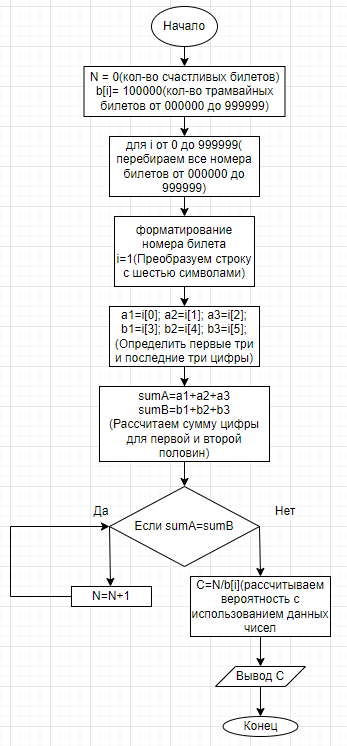 Начало
N = 0(кол-во счастливых билетов)
b[i]= 100000(кол-во трамвайных
билетов от 000000 до 999999)
для i от 0 до 999999(
перебираем все номера
билетов от 000000 до
999999)
форматирование
номера билета
i=1(Преобразуем строку
с шестью символами)
a1=i[0]; a2=i[1]; a3=i[2];
b1=i[3]; b2=i[4]; b3=i[5];
(Определить первые три
и последние три цифры)
sumA=a1+a2+a3
sumB=b1+b2+b3
(Рассчитаем сумму цифры
для первой и второй
половин)
Да
Нет
Если sumA=sumB
N=N+1
C=N/b[i](рассчитываем
вероятность с
использованием данных
чисел
Вывод C
Конец